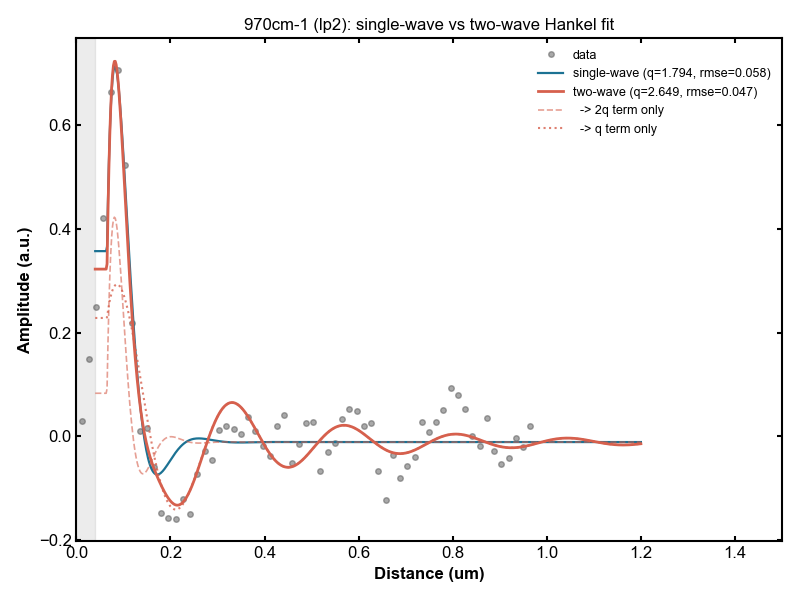 970cm-1 (lp2): single-wave vs two-wave Hankel fit
data
single-wave (q=1.794, rmse=0.058)
two-wave (q=2.649, rmse=0.047)
-> 2q term only
-> q term only
Amplitude (a.u.)
0.6
0.4
0.2
0.0
−0.2
0.0 0.2 0.4 0.6 0.8 1.0 1.2 1.4
Distance (um)